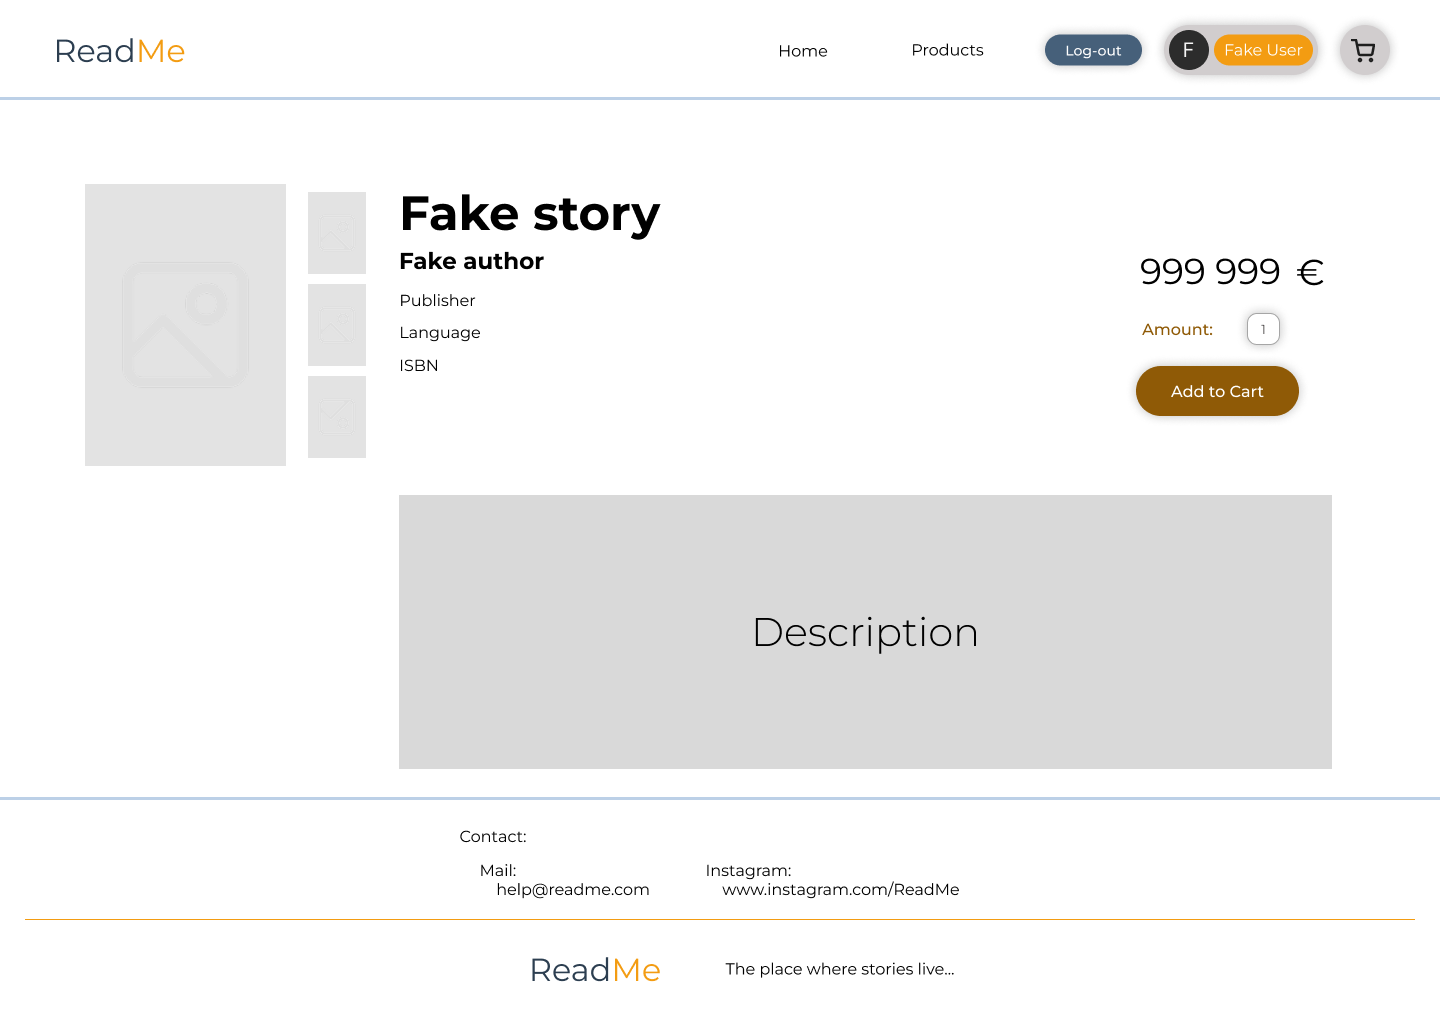 ReadMe
Home
Products
Log-out
F
Fake User
Fake story
Fake author
Publisher
Language
ISBN
999 999 €
Amount:
1
Add to Cart
Description
Contact:
Mail:
help@readme.com
Instagram:
www.instagram.com/ReadMe
ReadMe
The place where stories live...